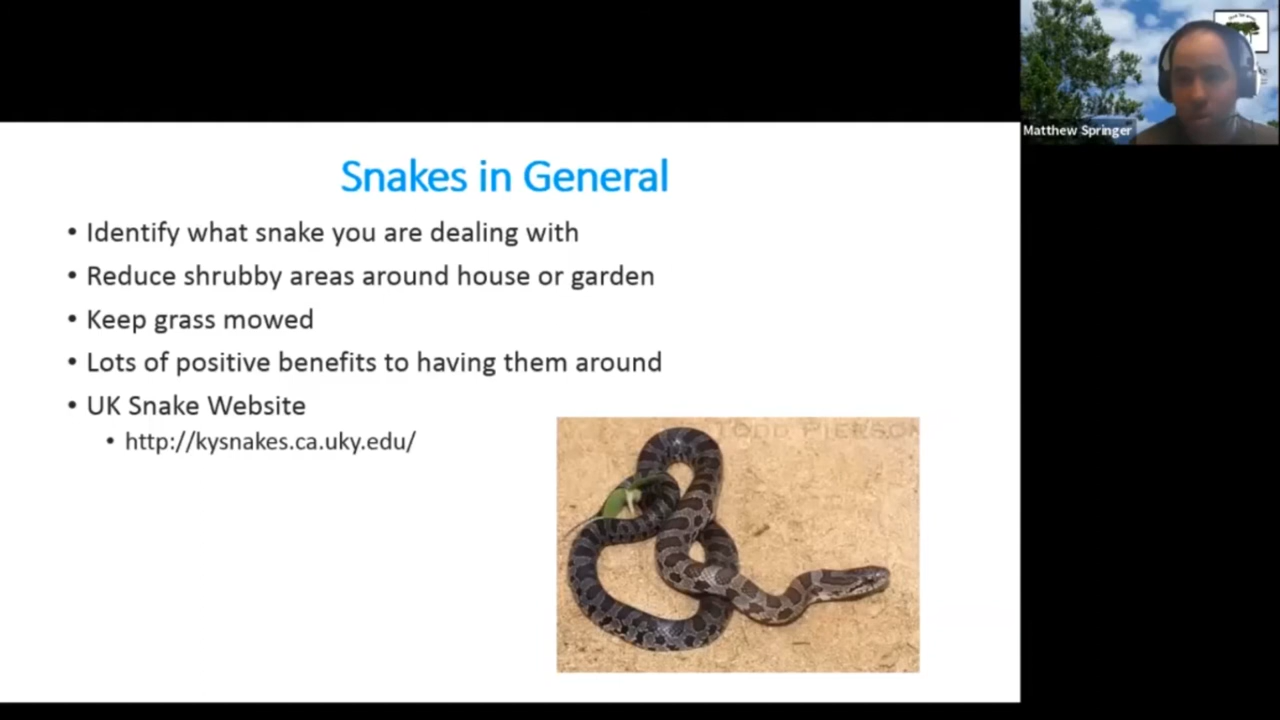 Matthew Springer
Snakes in General
• Identify what snake you are dealing with
• Reduce shrubby areas around house or garden
• Keep grass mowed
• Lots of positive benefits to having them around
• UK Snake Website
• http://kysnakes.ca.uky.edu/
TODD PIERSON